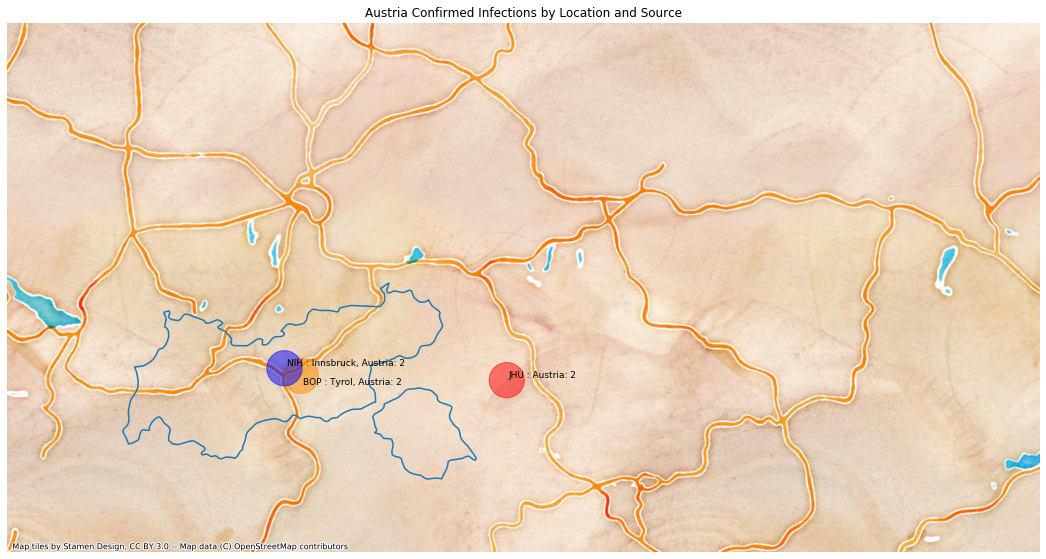 Austria Confirmed Infections by Location and Source
NIH : Innsbruck, Austria: 2
BOP : Tyrol, Austria: 2
JHU : Austria: 2
Map tiles by Stamen Design, CC BY 3.0 -- Map data (C) OpenStreetMap contributors